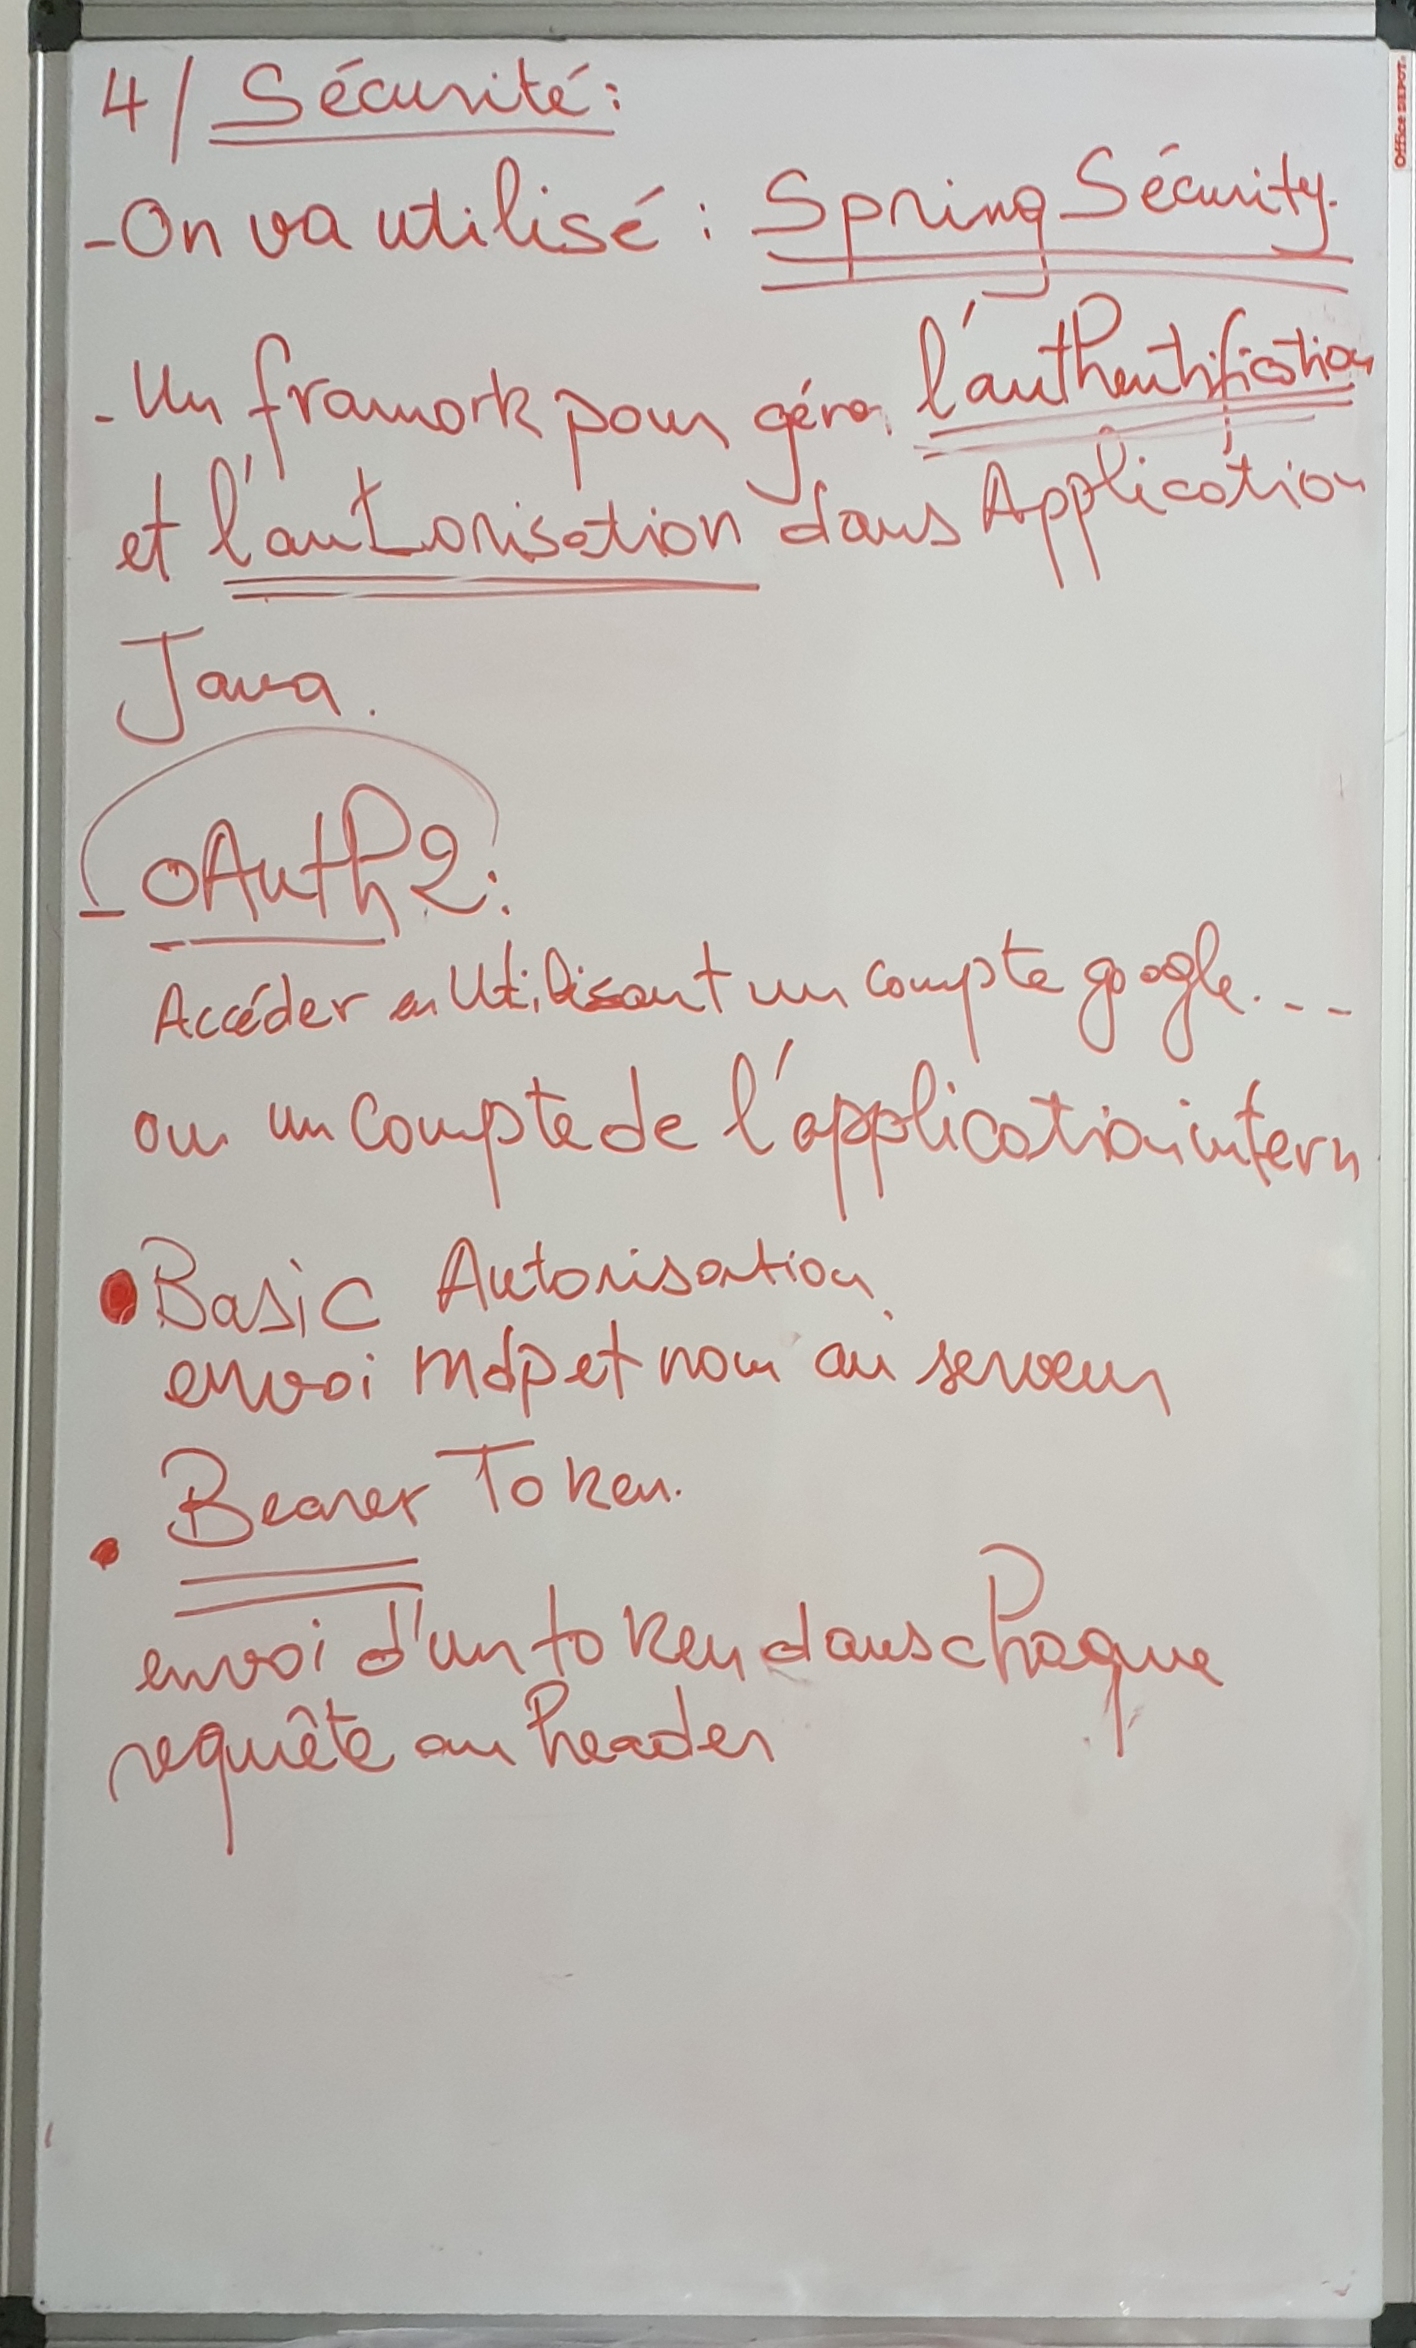 4/ Sécurité:
- On va utilisé : Spring Sécurity.
- Un framwork pour gérer l'authentification
et l'autorisation dans Application
Java.
- OAuth2:
Accéder en Utilisant un compte google...
ou un compte de l'application intern
• Basic Autorisation
envoi mdp et nom au serveur
• Bearer Token.
envoi d'un token dans chaque
requête au header
Office DEPOT.